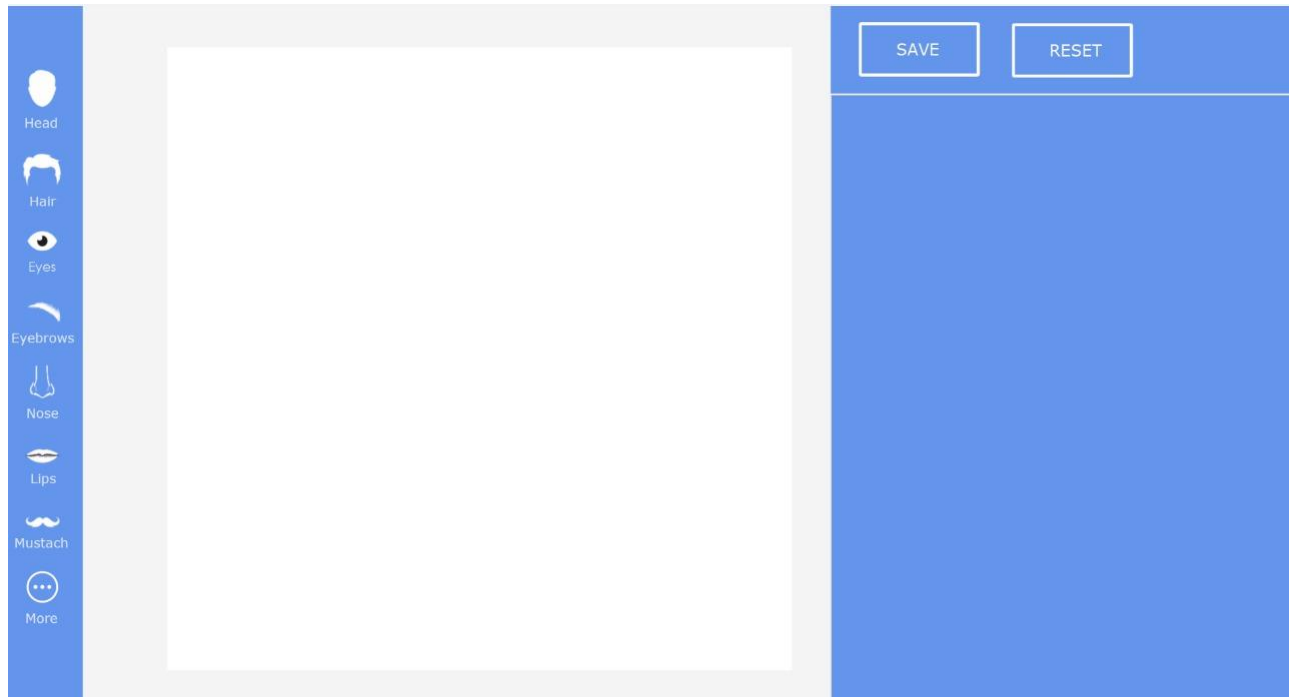 SAVE
RESET
Head
Hair
Eyes
Eyebrows
Nose
Lips
Mustach
More